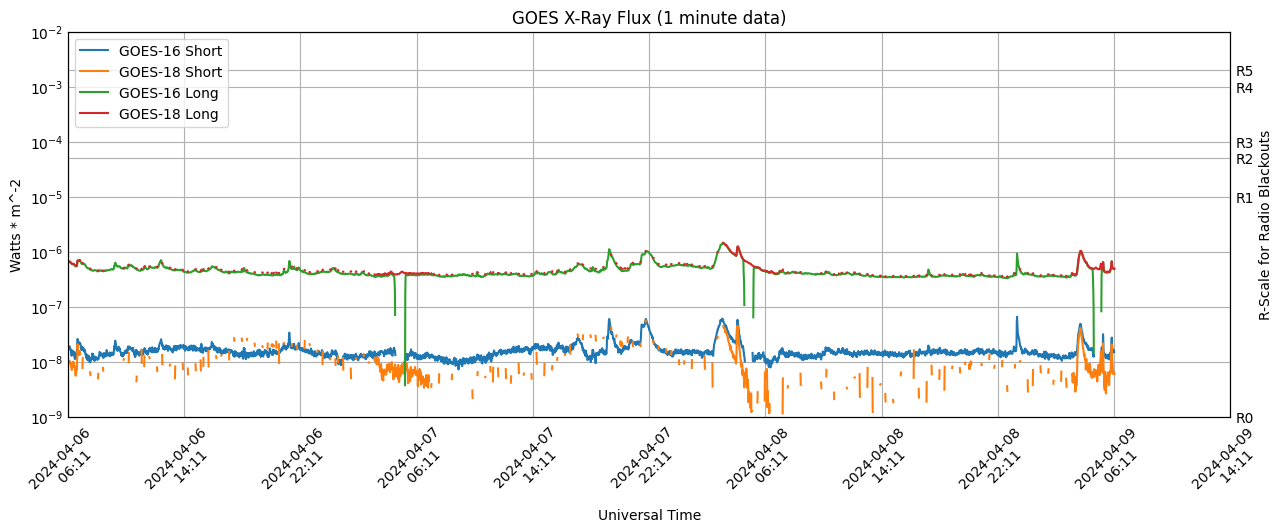 GOES X-Ray Flux (1 minute data)
GOES-16 Short
GOES-18 Short
GOES-16 Long
GOES-18 Long
10^-2
10^-3
10^-4
10^-5
10^-6
10^-7
10^-8
10^-9
Watts * m^-2
R5
R4
R3
R2
R1
R0
R-Scale for Radio Blackouts
2024-04-06
06:11
2024-04-06
14:11
2024-04-06
22:11
2024-04-07
06:11
2024-04-07
14:11
2024-04-07
22:11
2024-04-08
06:11
2024-04-08
14:11
2024-04-08
22:11
2024-04-09
06:11
2024-04-09
14:11
Universal Time